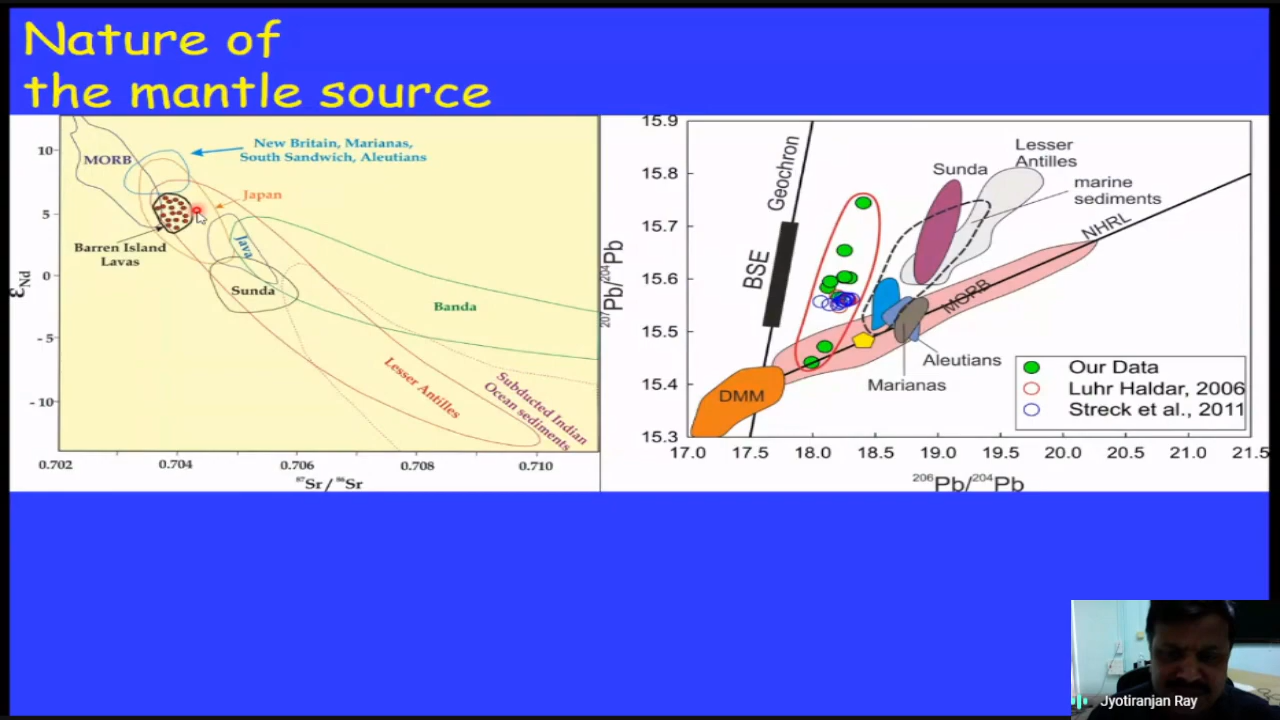 Nature of
the mantle source
10
5
0
- 5
- 10
εNd
MORB
New Britain, Marianas,
South Sandwich, Aleutians
Japan
Java
Barren Island
Lavas
Sunda
Banda
Lesser Antilles
Subducted Indian
Ocean sediments
0.702
0.704
0.706
0.708
0.710
87Sr / 86Sr
15.9
15.8
15.7
15.6
15.5
15.4
15.3
207Pb/204Pb
Geochron
BSE
DMM
Sunda
Lesser
Antilles
marine
sediments
NHRL
MORB
Aleutians
Marianas
Our Data
Luhr Haldar, 2006
Streck et al., 2011
17.0
17.5
18.0
18.5
19.0
19.5
20.0
20.5
21.0
21.5
206Pb/204Pb
Jyotiranjan Ray